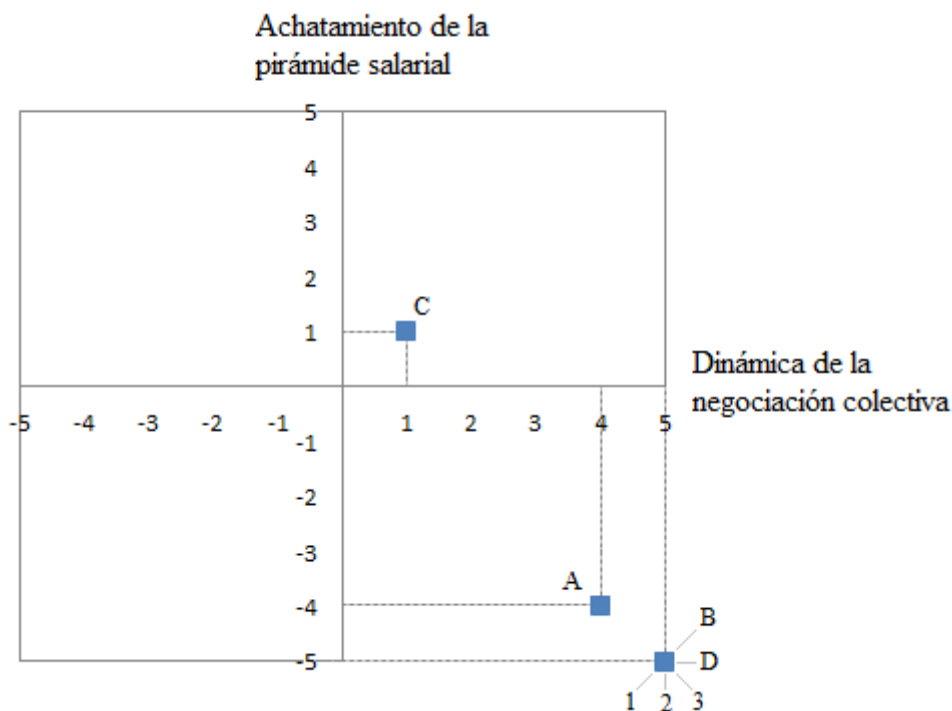 Achatamiento de la
pirámide salarial
5
4
3
2
C
1
Dinámica de la
negociación colectiva
-5 -4 -3 -2 -1 1 2 3 4 5
-1
-2
-3
A
-4
B
-5 D
1 2 3